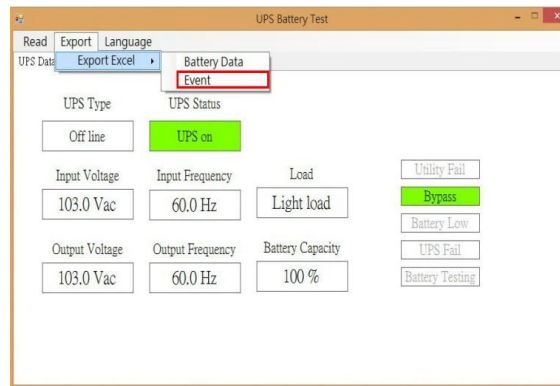 UPS Battery Test
Read Export Language
UPS Data
Export Excel
Battery Data
Event
UPS Type
UPS Status
Off line
UPS on
Input Voltage
Input Frequency
Load
Utility Fail
103.0 Vac
60.0 Hz
Light load
Bypass
Battery Low
Output Voltage
Output Frequency
Battery Capacity
UPS Fail
103.0 Vac
60.0 Hz
100 %
Battery Testing